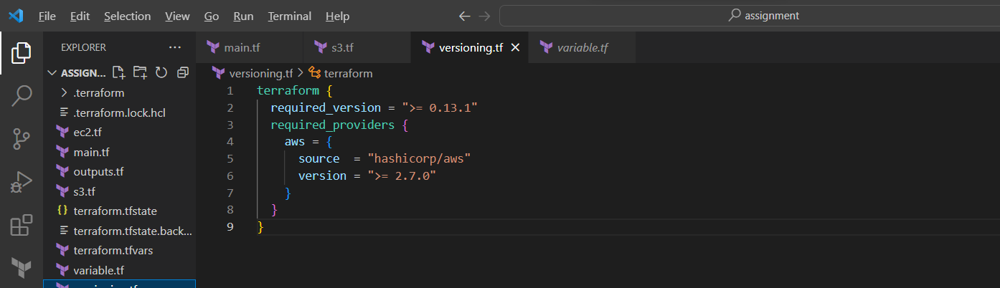 File Edit Selection View Go Run Terminal Help
assignment
EXPLORER ...
main.tf s3.tf versioning.tf variable.tf
ASSIGN...
versioning.tf > terraform
.terraform
.terraform.lock.hcl
ec2.tf
main.tf
outputs.tf
s3.tf
{} terraform.tfstate
terraform.tfstate.back...
terraform.tfvars
variable.tf
1 terraform {
2 required_version = ">= 0.13.1"
3 required_providers {
4 aws = {
5 source = "hashicorp/aws"
6 version = ">= 2.7.0"
7 }
8 }
9 }